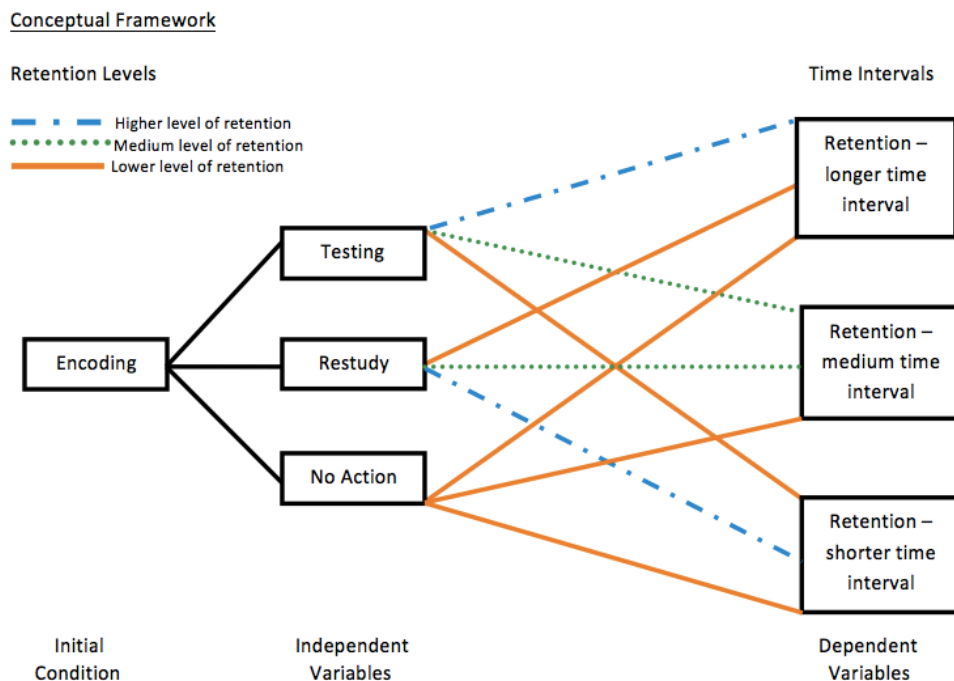 Conceptual Framework
Retention Levels
Time Intervals
Higher level of retention
Medium level of retention
Lower level of retention
Retention –
longer time
interval
Testing
Encoding
Restudy
Retention –
medium time
interval
No Action
Retention –
shorter time
interval
Initial
Condition
Independent
Variables
Dependent
Variables